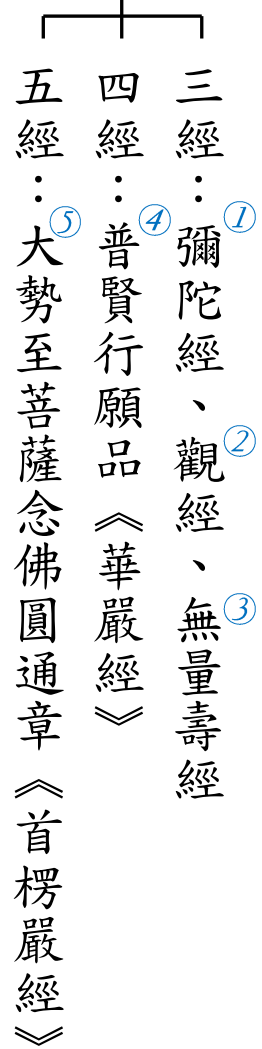 三經：①彌陀經、②觀經、③無量壽經
四經：④普賢行願品《華嚴經》
五經：⑤大勢至菩薩念佛圓通章《首楞嚴經》